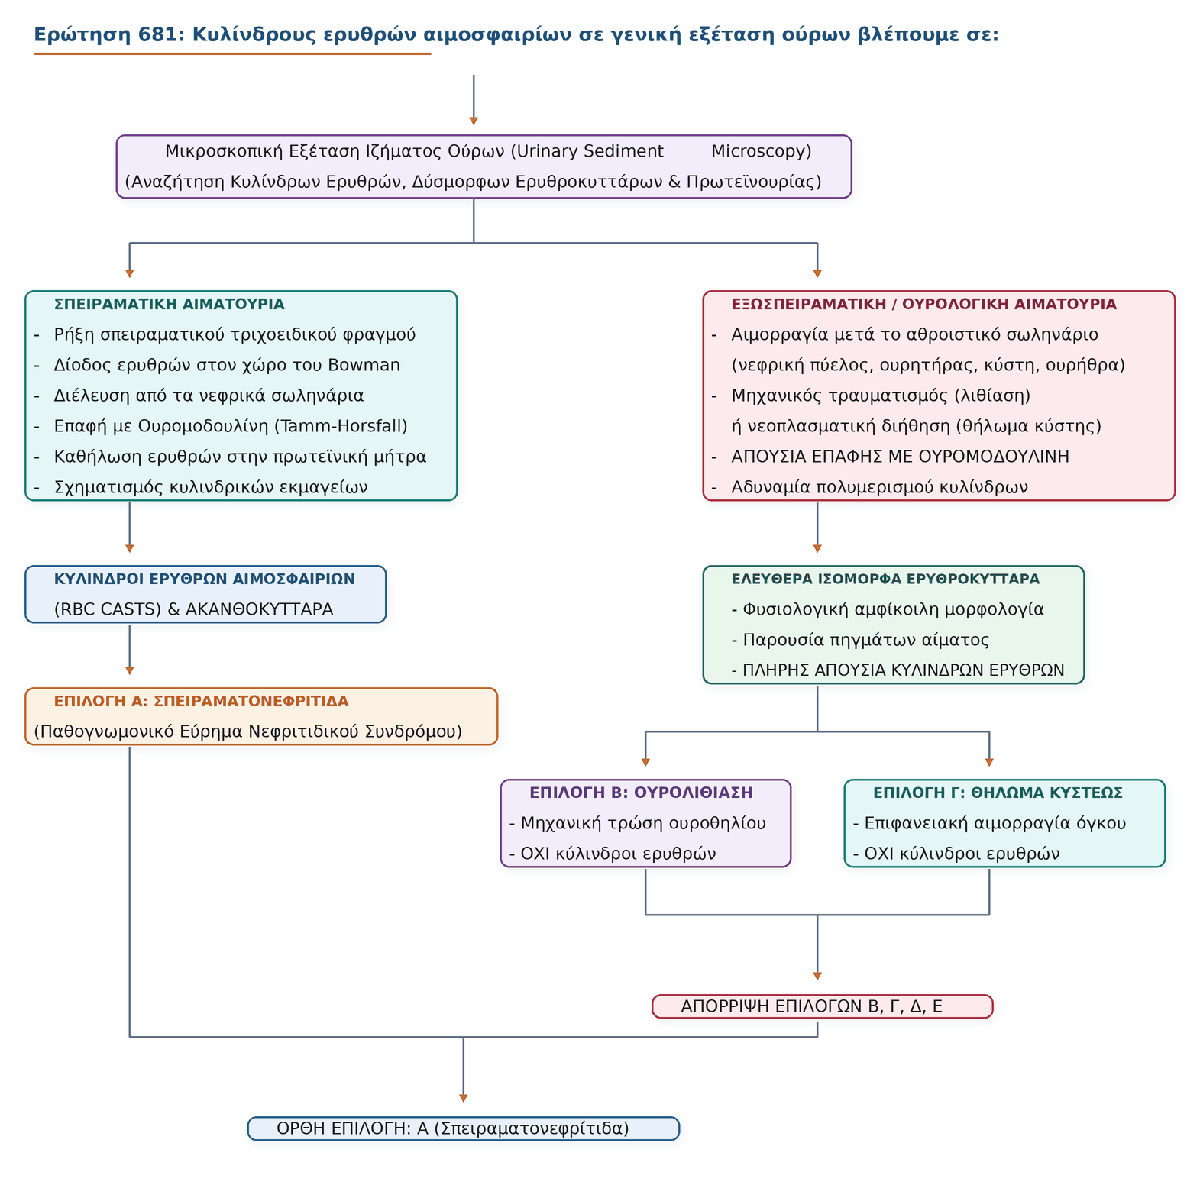 Ερώτηση 681: Κυλίνδρους ερυθρών αιμοσφαιρίων σε γενική εξέταση ούρων βλέπουμε σε:
Μικροσκοπική Εξέταση Ιζήματος Ούρων (Urinary Sediment Microscopy)
(Αναζήτηση Κυλίνδρων Ερυθρών, Δύσμορφων Ερυθροκυττάρων & Πρωτεϊνουρίας)
ΣΠΕΙΡΑΜΑΤΙΚΗ ΑΙΜΑΤΟΥΡΙΑ
- Ρήξη σπειραματικού τριχοειδικού φραγμού
- Δίοδος ερυθρών στον χώρο του Bowman
- Διέλευση από τα νεφρικά σωληνάρια
- Επαφή με Ουρομοδουλίνη (Tamm-Horsfall)
- Καθήλωση ερυθρών στην πρωτεϊνική μήτρα
- Σχηματισμός κυλινδρικών εκμαγείων
ΕΞΩΣΠΕΙΡΑΜΑΤΙΚΗ / ΟΥΡΟΛΟΓΙΚΗ ΑΙΜΑΤΟΥΡΙΑ
- Αιμορραγία μετά το αθροιστικό σωληνάριο
(νεφρική πύελος, ουρητήρας, κύστη, ουρήθρα)
- Μηχανικός τραυματισμός (λιθίαση)
ή νεοπλασματική διήθηση (θήλωμα κύστης)
- ΑΠΟΥΣΙΑ ΕΠΑΦΗΣ ΜΕ ΟΥΡΟΜΟΔΟΥΛΙΝΗ
- Αδυναμία πολυμερισμού κυλίνδρων
ΚΥΛΙΝΔΡΟΙ ΕΡΥΘΡΩΝ ΑΙΜΟΣΦΑΙΡΙΩΝ
(RBC CASTS) & ΑΚΑΝΘΟΚΥΤΤΑΡΑ
ΕΛΕΥΘΕΡΑ ΙΣΟΜΟΡΦΑ ΕΡΥΘΡΟΚΥΤΤΑΡΑ
- Φυσιολογική αμφίκοιλη μορφολογία
- Παρουσία πηγμάτων αίματος
- ΠΛΗΡΗΣ ΑΠΟΥΣΙΑ ΚΥΛΙΝΔΡΩΝ ΕΡΥΘΡΩΝ
ΕΠΙΛΟΓΗ Α: ΣΠΕΙΡΑΜΑΤΟΝΕΦΡΙΤΙΔΑ
(Παθογνωμονικό Εύρημα Νεφριτιδικού Συνδρόμου)
ΕΠΙΛΟΓΗ Β: ΟΥΡΟΛΙΘΙΑΣΗ
- Μηχανική τρώση ουροθηλίου
- ΟΧΙ κύλινδροι ερυθρών
ΕΠΙΛΟΓΗ Γ: ΘΗΛΩΜΑ ΚΥΣΤΕΩΣ
- Επιφανειακή αιμορραγία όγκου
- ΟΧΙ κύλινδροι ερυθρών
ΑΠΟΡΡΙΨΗ ΕΠΙΛΟΓΩΝ Β, Γ, Δ, Ε
ΟΡΘΗ ΕΠΙΛΟΓΗ: Α (Σπειραματονεφρίτιδα)